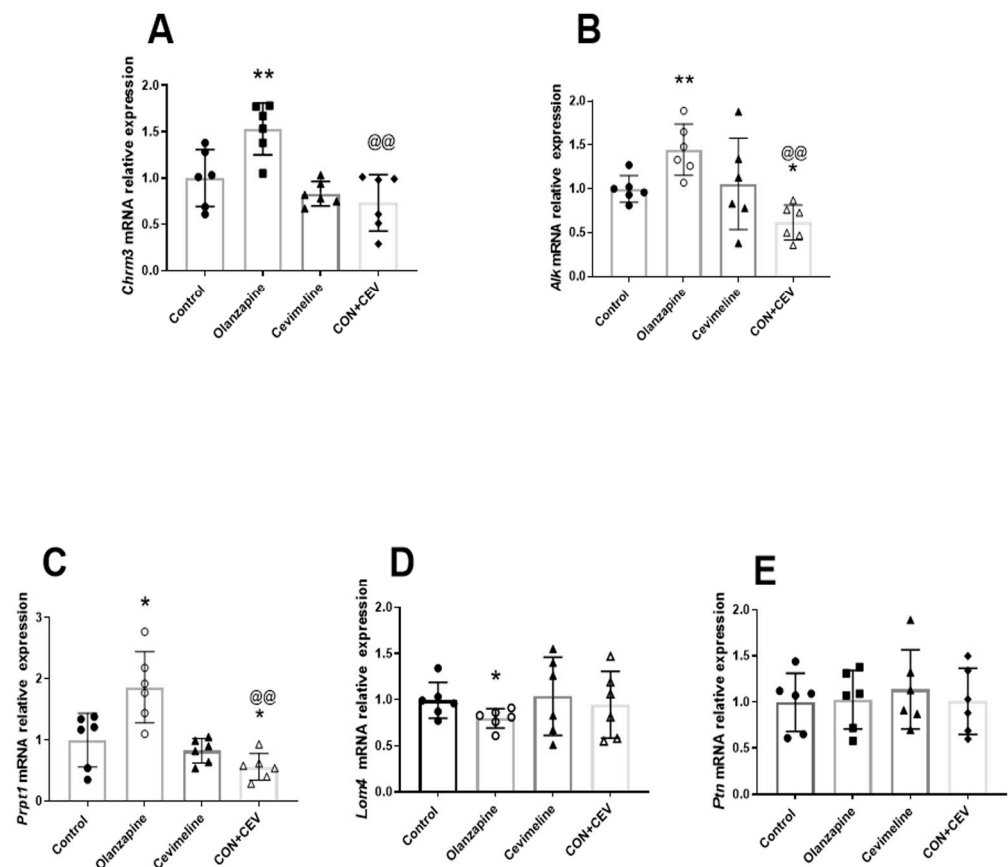 A
Chrm3 mRNA relative expression
2.0
1.5
1.0
0.5
0.0
**
@@
Control
Olanzapine
Cevimeline
CON+CEV
B
Alk mRNA relative expression
2.0
1.5
1.0
0.5
0.0
**
@@
*
Control
Olanzapine
Cevimeline
CON+CEV
C
Prpt1 mRNA relative expression
3
2
1
0
*
@@
*
Control
Olanzapine
Cevimeline
CON+CEV
D
Lom4 mRNA relative expression
2.0
1.5
1.0
0.5
0.0
*
Control
Olanzapine
Cevimeline
CON+CEV
E
Ptn mRNA relative expression
2.0
1.5
1.0
0.5
0.0
Control
Olanzapine
Cevimeline
CON+CEV